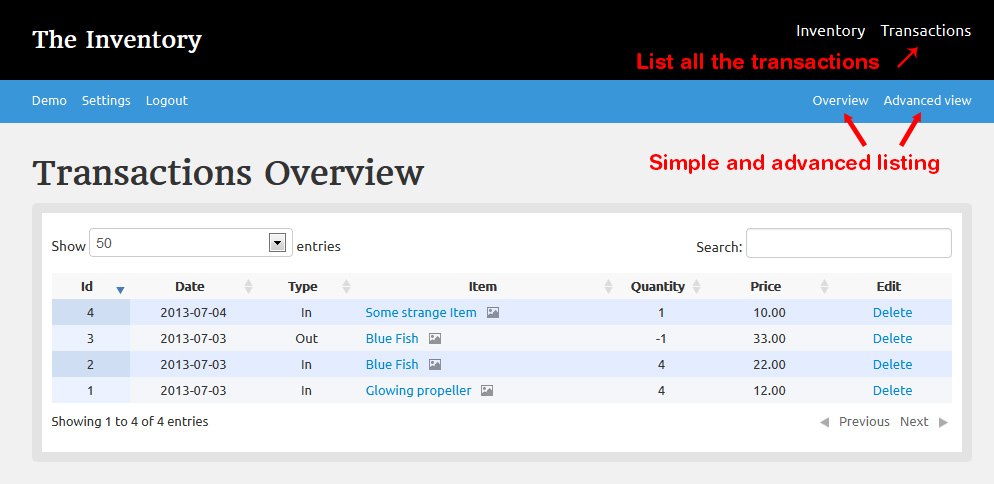 The Inventory
Inventory Transactions
List all the transactions
Demo Settings Logout
Overview Advanced view
Simple and advanced listing
Transactions Overview
Show 50 entries
Search:
Id Date Type Item Quantity Price Edit
4 2013-07-04 In Some strange Item 1 10.00 Delete
3 2013-07-03 Out Blue Fish -1 33.00 Delete
2 2013-07-03 In Blue Fish 4 22.00 Delete
1 2013-07-03 In Glowing propeller 4 12.00 Delete
Showing 1 to 4 of 4 entries
Previous Next